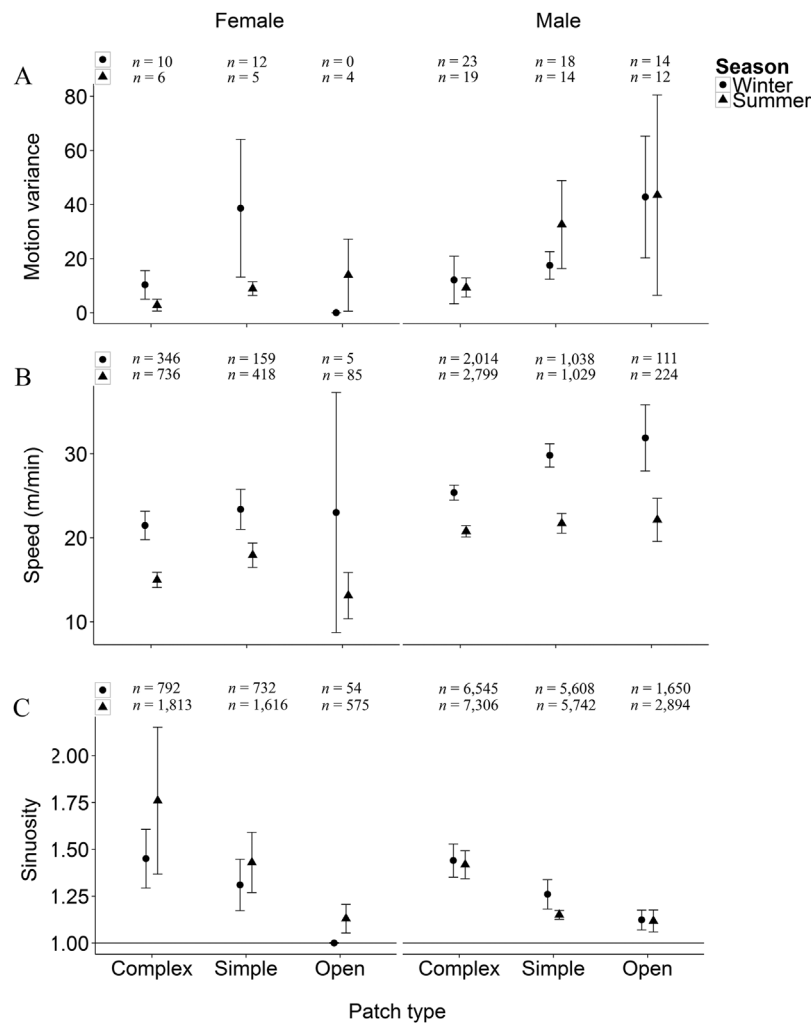 Female Male
n = 10 n = 12 n = 0 n = 23 n = 18 n = 14
n = 6 n = 5 n = 4 n = 19 n = 14 n = 12
Season
Winter
Summer
A
80
60
40
20
0
Motion variance
n = 346 n = 159 n = 5 n = 2,014 n = 1,038 n = 111
n = 736 n = 418 n = 85 n = 2,799 n = 1,029 n = 224
B
30
20
10
Speed (m/min)
n = 792 n = 732 n = 54 n = 6,545 n = 5,608 n = 1,650
n = 1,813 n = 1,616 n = 575 n = 7,306 n = 5,742 n = 2,894
C
2.00
1.75
1.50
1.25
1.00
Sinuosity
Complex Simple Open Complex Simple Open
Patch type